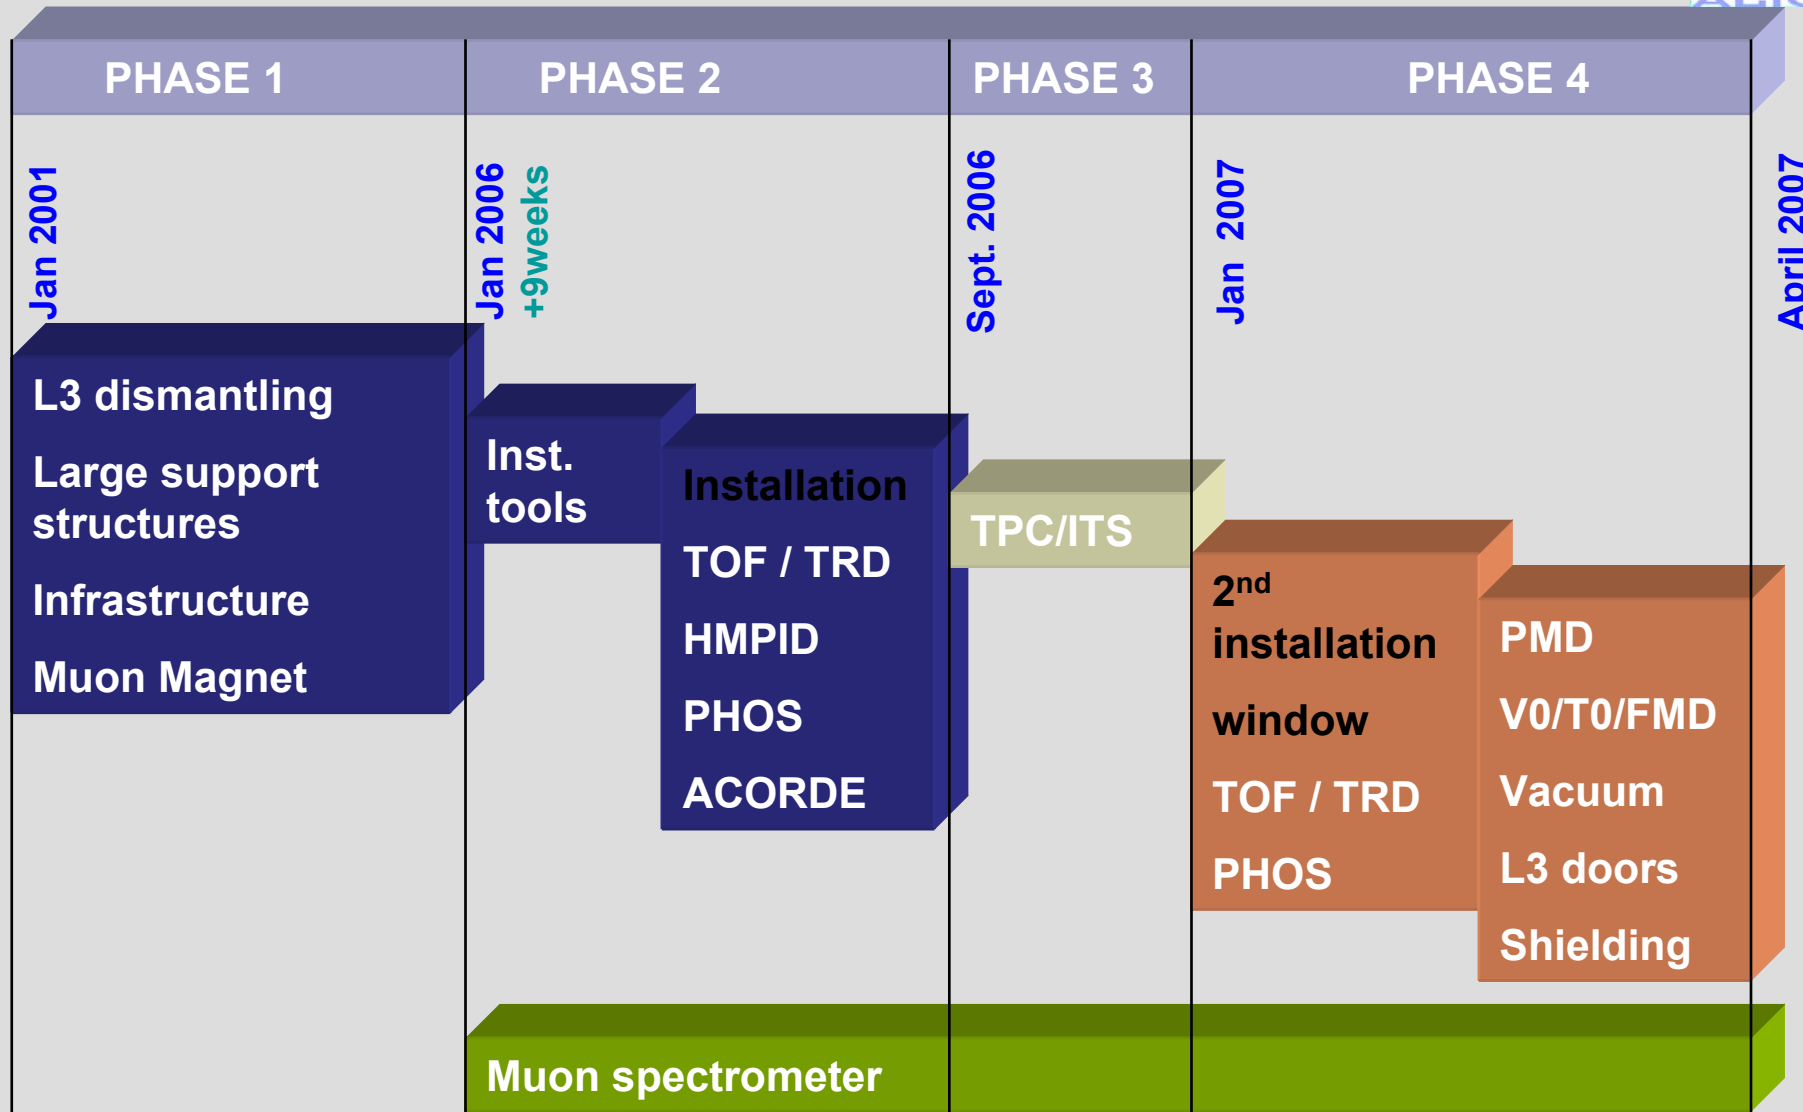 PHASE 1
PHASE 2
PHASE 3
PHASE 4
Jan 2001
Jan 2006
+9weeks
Sept. 2006
Jan 2007
April 2007
L3 dismantling
Large support
structures
Infrastructure
Muon Magnet
Inst.
tools
Installation
TOF / TRD
HMPID
PHOS
ACORDE
TPC/ITS
2nd
installation
window
TOF / TRD
PHOS
PMD
V0/T0/FMD
Vacuum
L3 doors
Shielding
Muon spectrometer